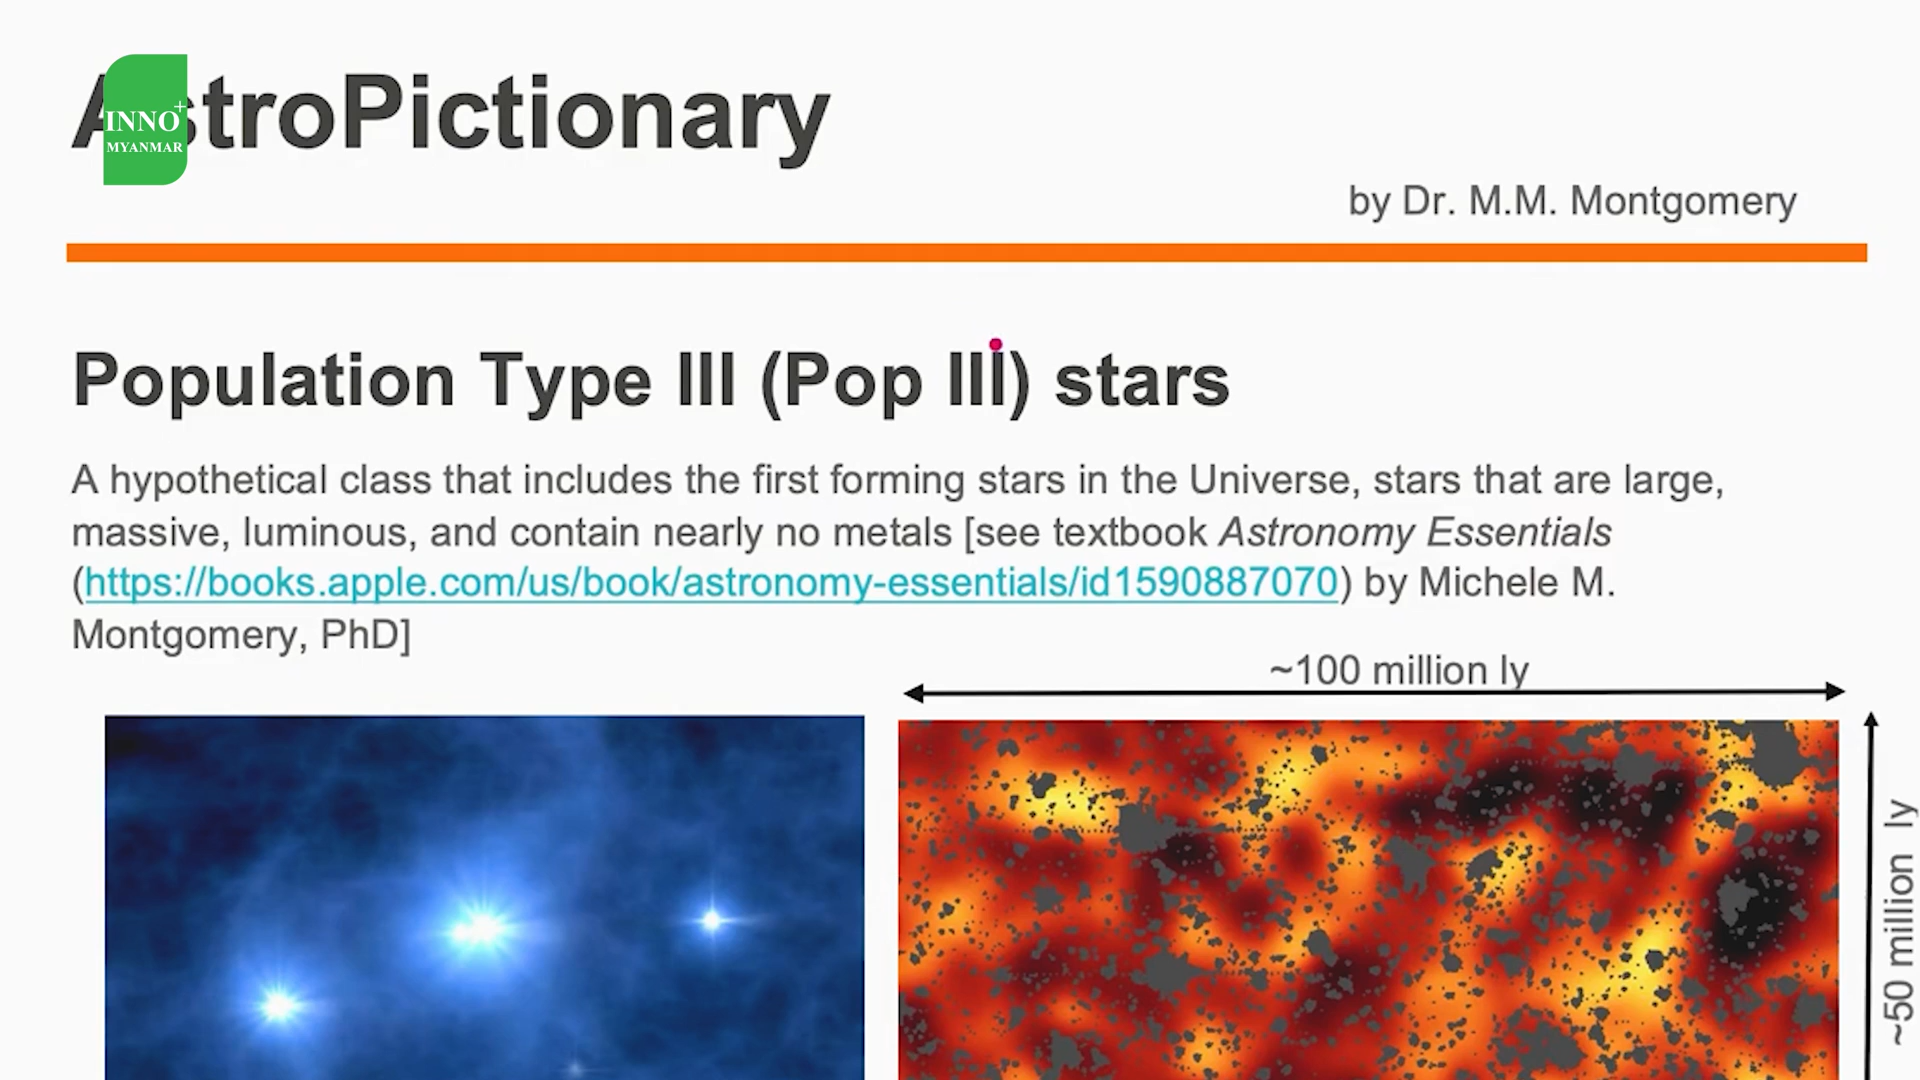 AstroPictionary
INNO+
MYANMAR
by Dr. M.M. Montgomery
Population Type III (Pop III) stars
A hypothetical class that includes the first forming stars in the Universe, stars that are large,
massive, luminous, and contain nearly no metals [see textbook Astronomy Essentials
(https://books.apple.com/us/book/astronomy-essentials/id1590887070) by Michele M.
Montgomery, PhD]
~100 million ly
~50 million ly